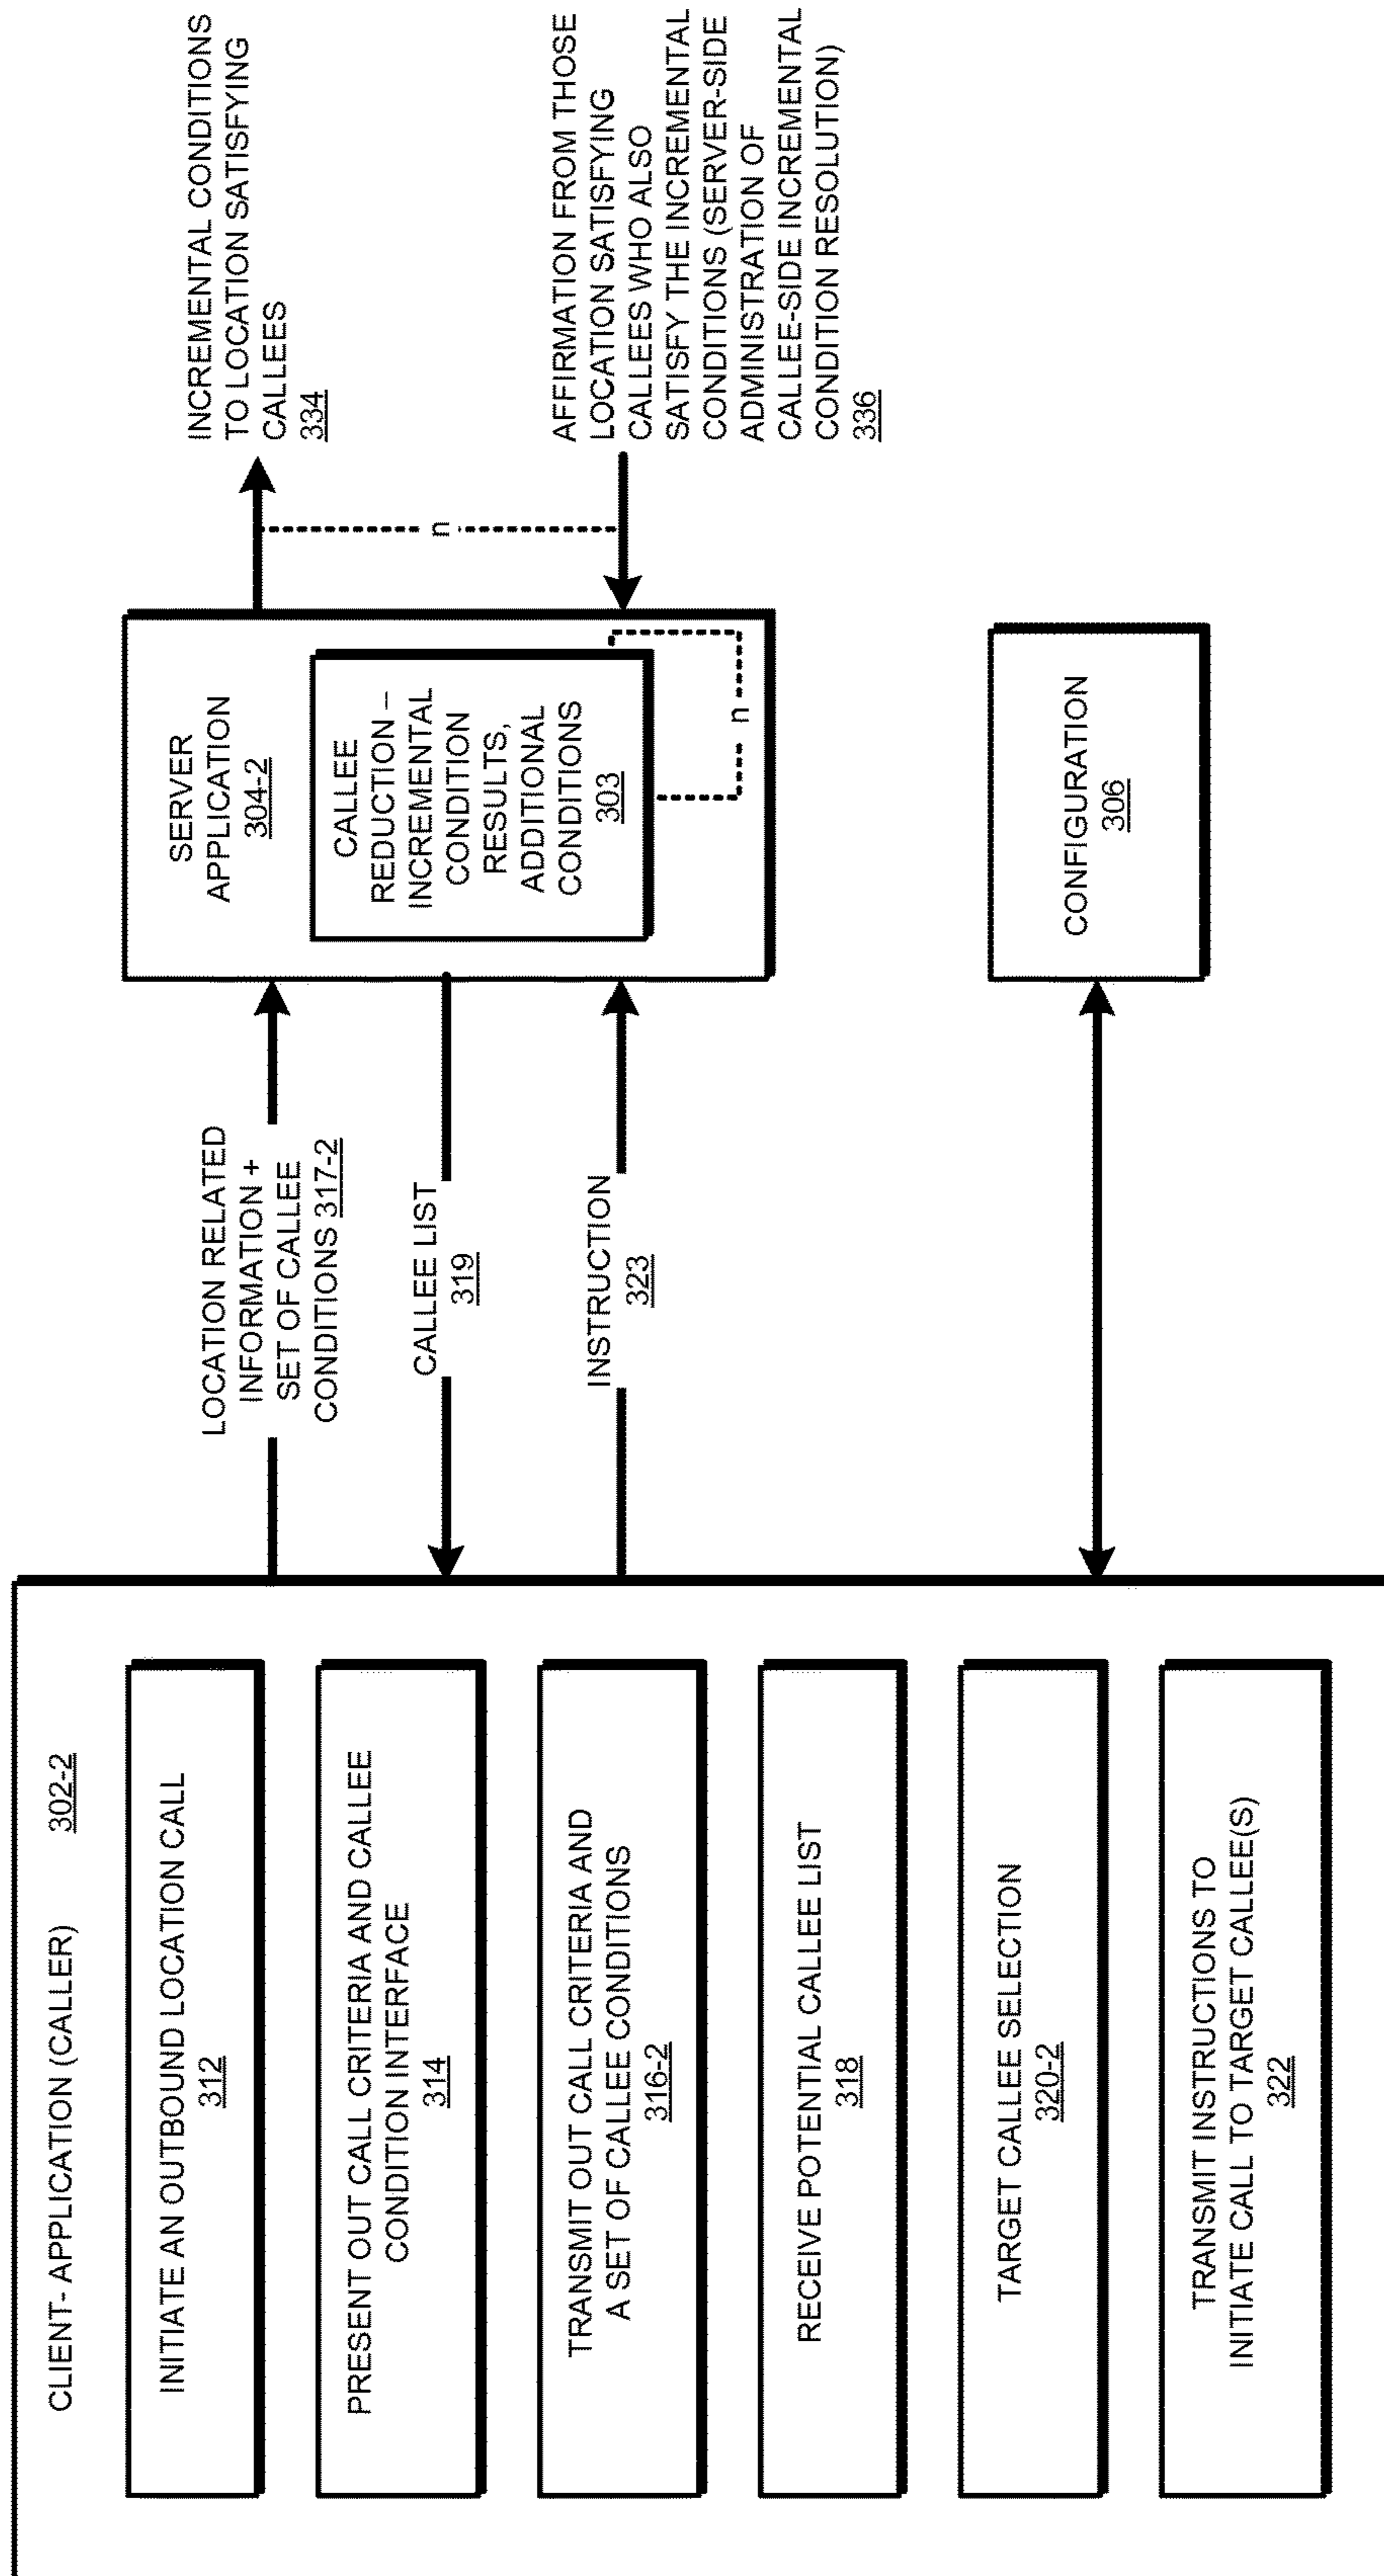 CLIENT- APPLICATION (CALLER) 302-2
INITIATE AN OUTBOUND LOCATION CALL
312
PRESENT OUT CALL CRITERIA AND CALLEE
CONDITION INTERFACE
314
TRANSMIT OUT CALL CRITERIA AND
A SET OF CALLEE CONDITIONS
316-2
RECEIVE POTENTIAL CALLEE LIST
318
TARGET CALLEE SELECTION
320-2
TRANSMIT INSTRUCTIONS TO
INITIATE CALL TO TARGET CALLEE(S)
322
LOCATION RELATED
INFORMATION +
SET OF CALLEE
CONDITIONS 317-2
CALLEE LIST
319
INSTRUCTION
323
SERVER
APPLICATION
304-2
CALLEE
REDUCTION –
INCREMENTAL
CONDITION
RESULTS,
ADDITIONAL
CONDITIONS
303
n
CONFIGURATION
306
n
INCREMENTAL CONDITIONS
TO LOCATION SATISFYING
CALLEES
334
AFFIRMATION FROM THOSE
LOCATION SATISFYING
CALLEES WHO ALSO
SATISFY THE INCREMENTAL
CONDITIONS (SERVER-SIDE
ADMINISTRATION OF
CALLEE-SIDE INCREMENTAL
CONDITION RESOLUTION)
336